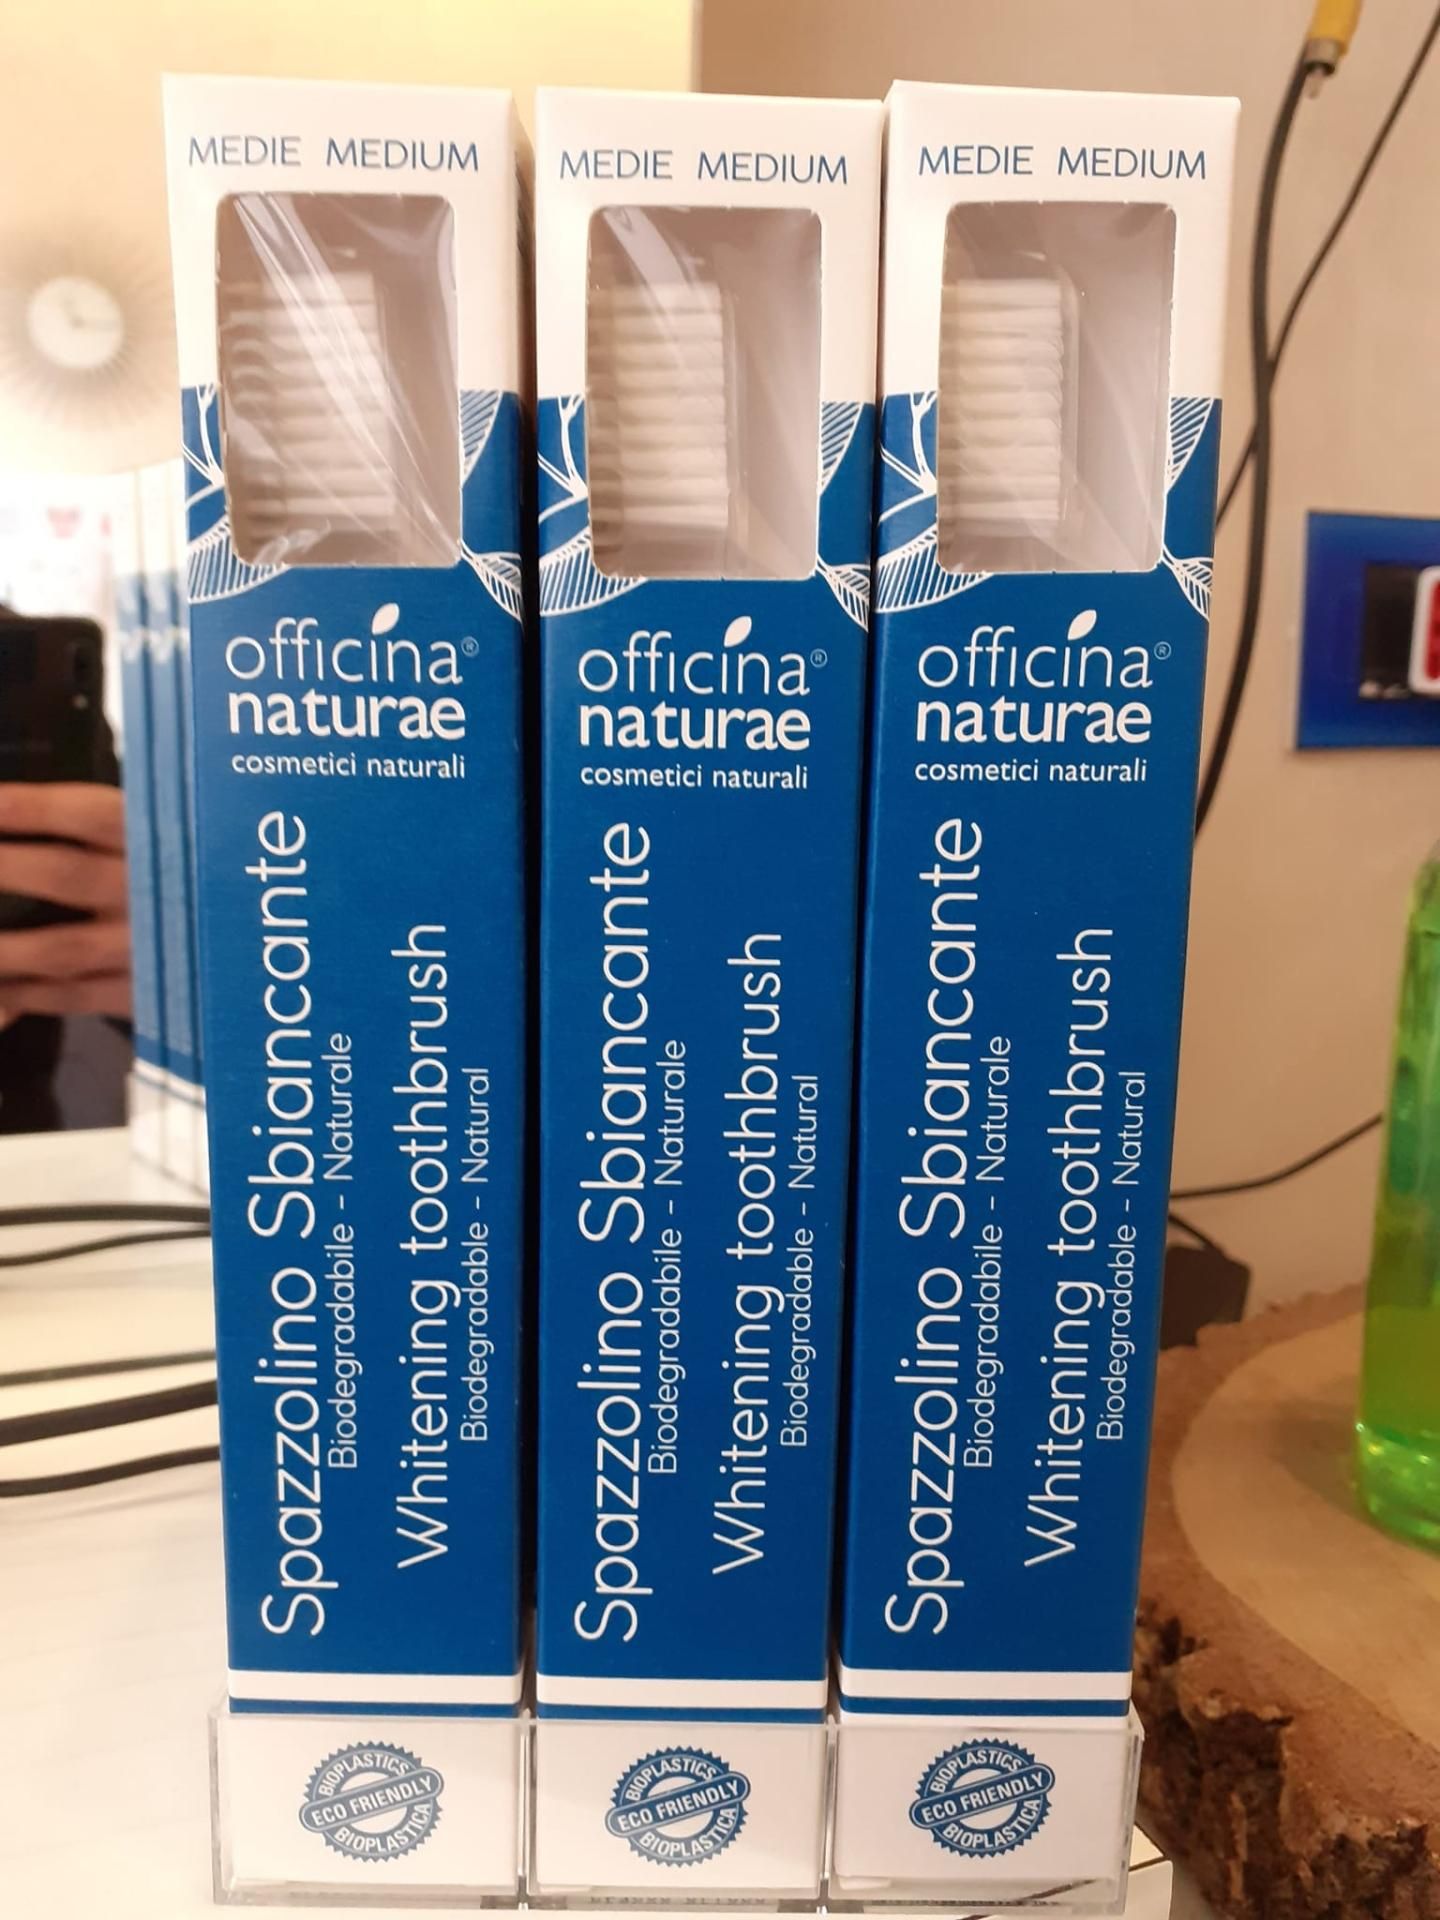 MEDIE MEDIUM
officina®
naturae
cosmetici naturali
Spazzolino Sbiancante
Biodegradabile - Naturale
Whitening toothbrush
Biodegradable - Natural
BIOPLASTICS
ECO FRIENDLY
BIOPLASTICA
MEDIE MEDIUM
officina®
naturae
cosmetici naturali
Spazzolino Sbiancante
Biodegradabile - Naturale
Whitening toothbrush
Biodegradable - Natural
BIOPLASTICS
ECO FRIENDLY
BIOPLASTICA
MEDIE MEDIUM
officina®
naturae
cosmetici naturali
Spazzolino Sbiancante
Biodegradabile - Naturale
Whitening toothbrush
Biodegradable - Natural
BIOPLASTICS
ECO FRIENDLY
BIOPLASTICA